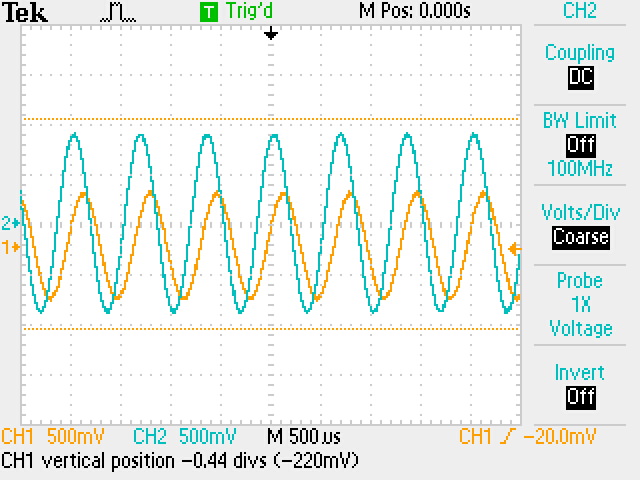 Tek T Trig'd M Pos: 0.000s CH2
Coupling
DC
BW Limit
Off
100MHz
Volts/Div
Coarse
Probe
1X
Voltage
Invert
Off
2
1
CH1 500mV CH2 500mV M 500µs CH1 -20.0mV
CH1 vertical position -0.44 divs (-220mV)